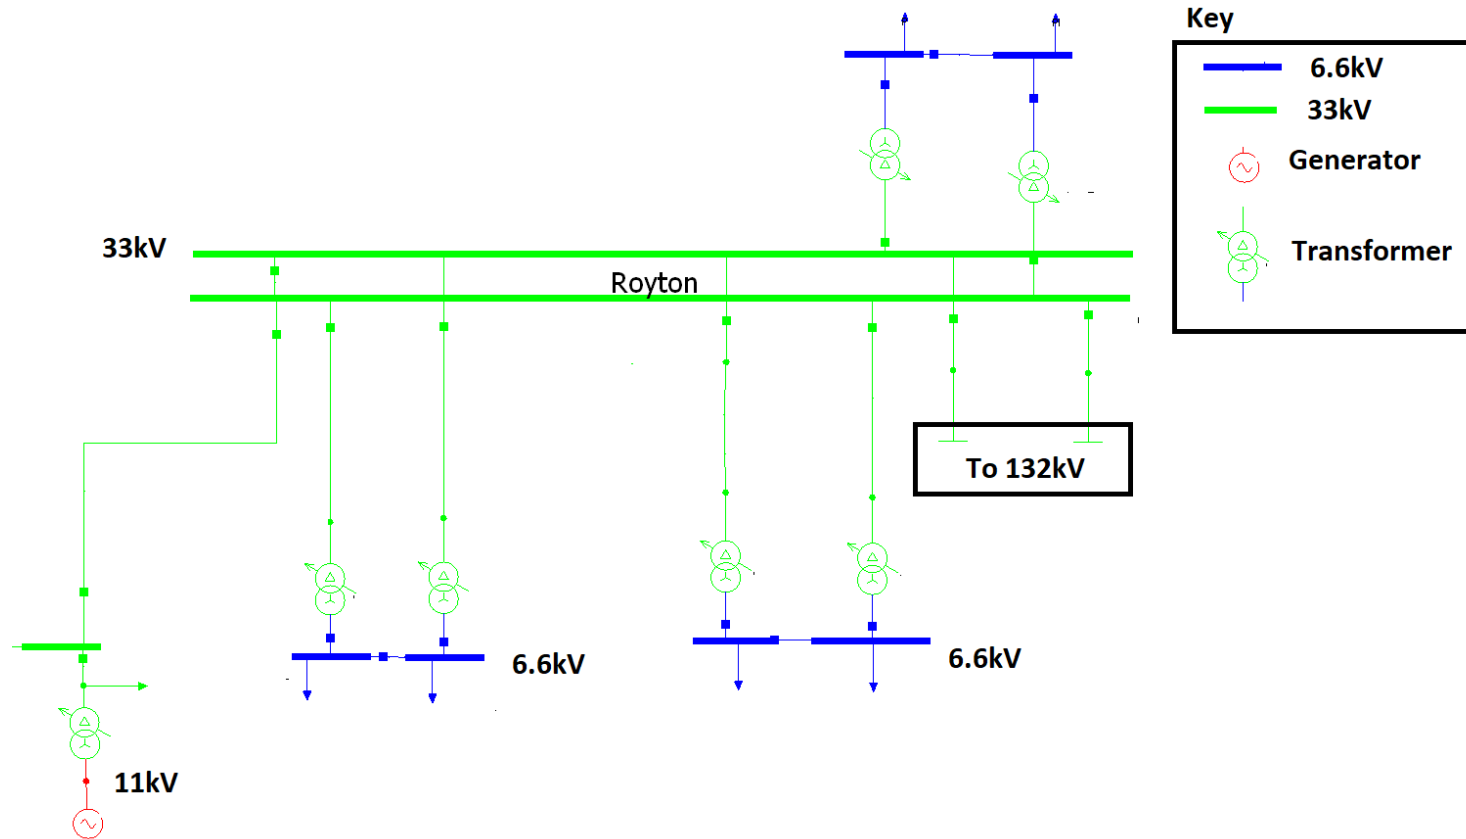 Key
6.6kV
33kV
Generator
Transformer
33kV
Royton
To 132kV
6.6kV
6.6kV
11kV